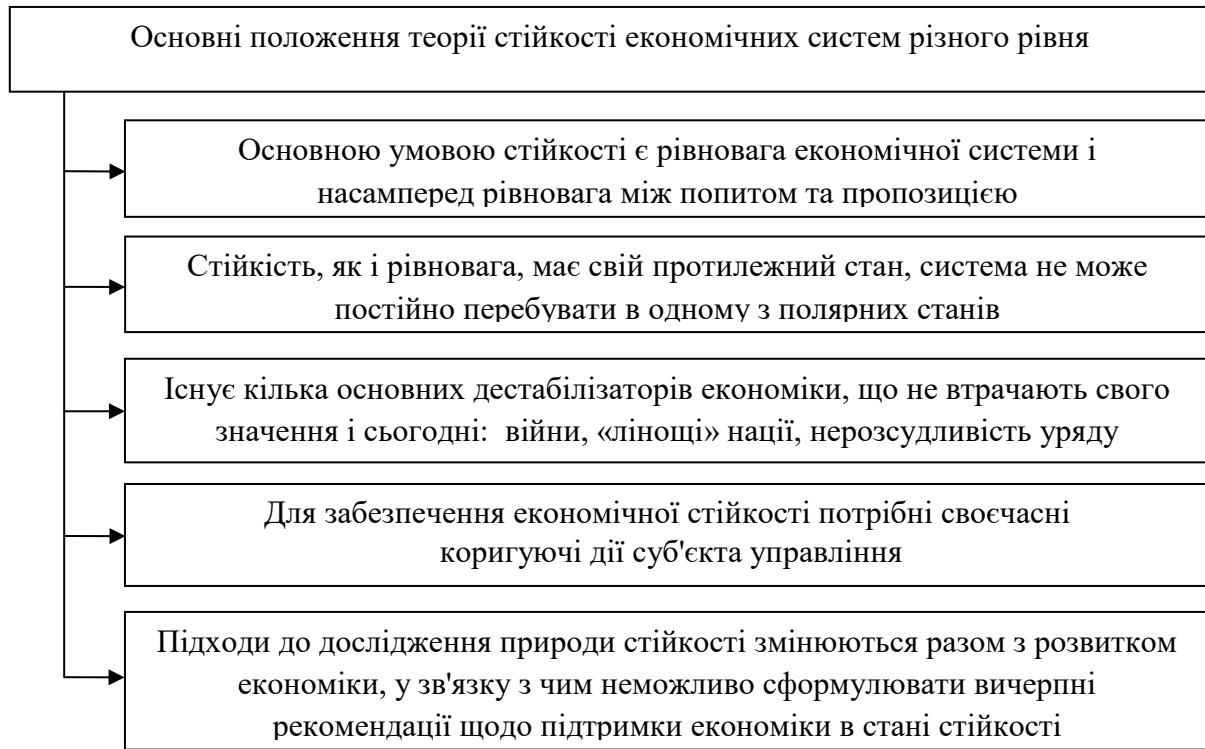 Основні положення теорії стійкості економічних систем різного рівня
Основною умовою стійкості є рівновага економічної системи і
насамперед рівновага між попитом та пропозицією
Стійкість, як і рівновага, має свій протилежний стан, система не може
постійно перебувати в одному з полярних станів
Існує кілька основних дестабілізаторів економіки, що не втрачають свого
значення і сьогодні: війни, «лінощі» нації, нерозсудливість уряду
Для забезпечення економічної стійкості потрібні своєчасні
коригуючі дії суб'єкта управління
Підходи до дослідження природи стійкості змінюються разом з розвитком
економіки, у зв'язку з чим неможливо сформулювати вичерпні
рекомендації щодо підтримки економіки в стані стійкості